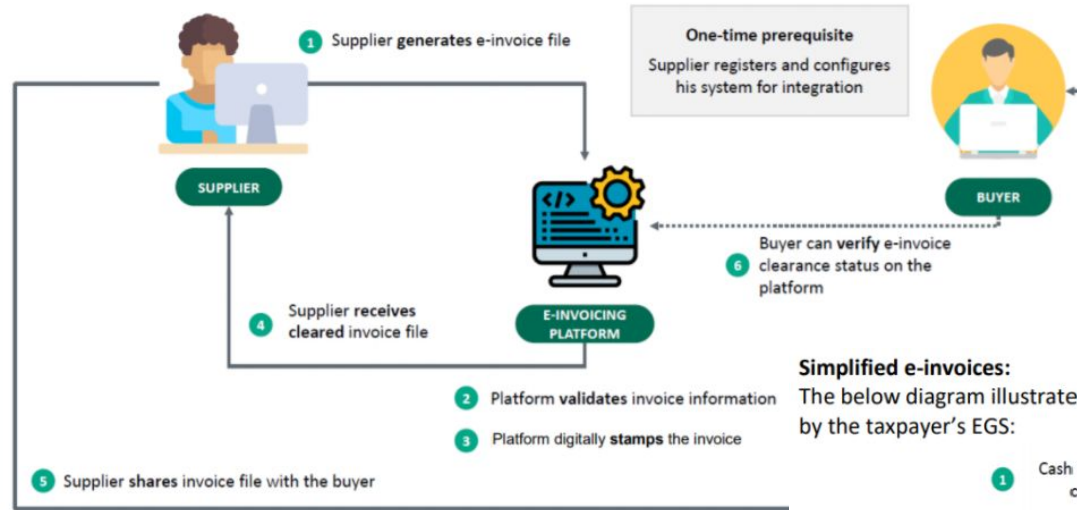 1 Supplier generates e-invoice file
One-time prerequisite
Supplier registers and configures
his system for integration
SUPPLIER
BUYER
</>
6 Buyer can verify e-invoice
clearance status on the
platform
4 Supplier receives
cleared invoice file
E-INVOICING
PLATFORM
2 Platform validates invoice information
3 Platform digitally stamps the invoice
5 Supplier shares invoice file with the buyer
Simplified e-invoices:
The below diagram illustrate
by the taxpayer's EGS:
1 Cash